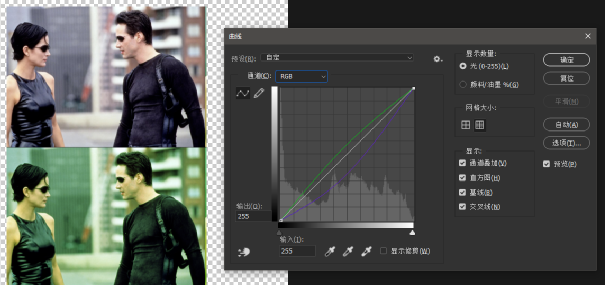 曲线
预设(R): 自定
通道(C): RGB
输出(O):
255
输入(I):
255
显示修剪(W)
显示数量:
光 (0-255)(L)
颜料/油墨 %(G)
网格大小:
显示:
通道叠加(V)
直方图(H)
基线(B)
交叉线(N)
确定
复位
平滑(M)
自动(A)
选项(T)...
预览(P)